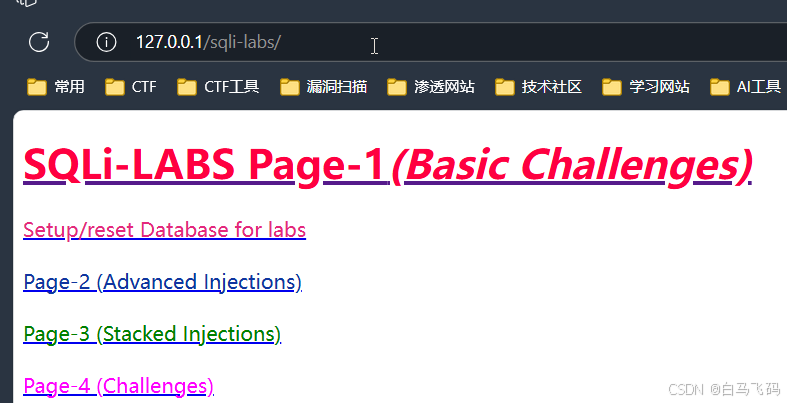 127.0.0.1/sqli-labs/
常用 CTF CTF工具 漏洞扫描 渗透网站 技术社区 学习网站 AI工具
SQLi-LABS Page-1(Basic Challenges)
Setup/reset Database for labs
Page-2 (Advanced Injections)
Page-3 (Stacked Injections)
Page-4 (Challenges)
CSDN @白马飞码